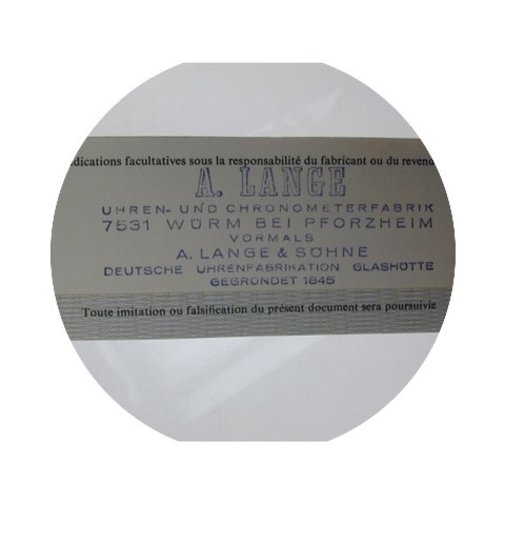 dications facultatives sous la responsabilité du fabricant ou du revend
A. LANGE
UHREN- UND CHRONOMETERFABRIK
7531 WÜRM BEI PFORZHEIM
VORMALS
A. LANGE & SÖHNE
DEUTSCHE UHRENFABRIKATION GLASHÜTTE
GEGRÜNDET 1845
Toute imitation ou falsification du présent document sera poursuivie